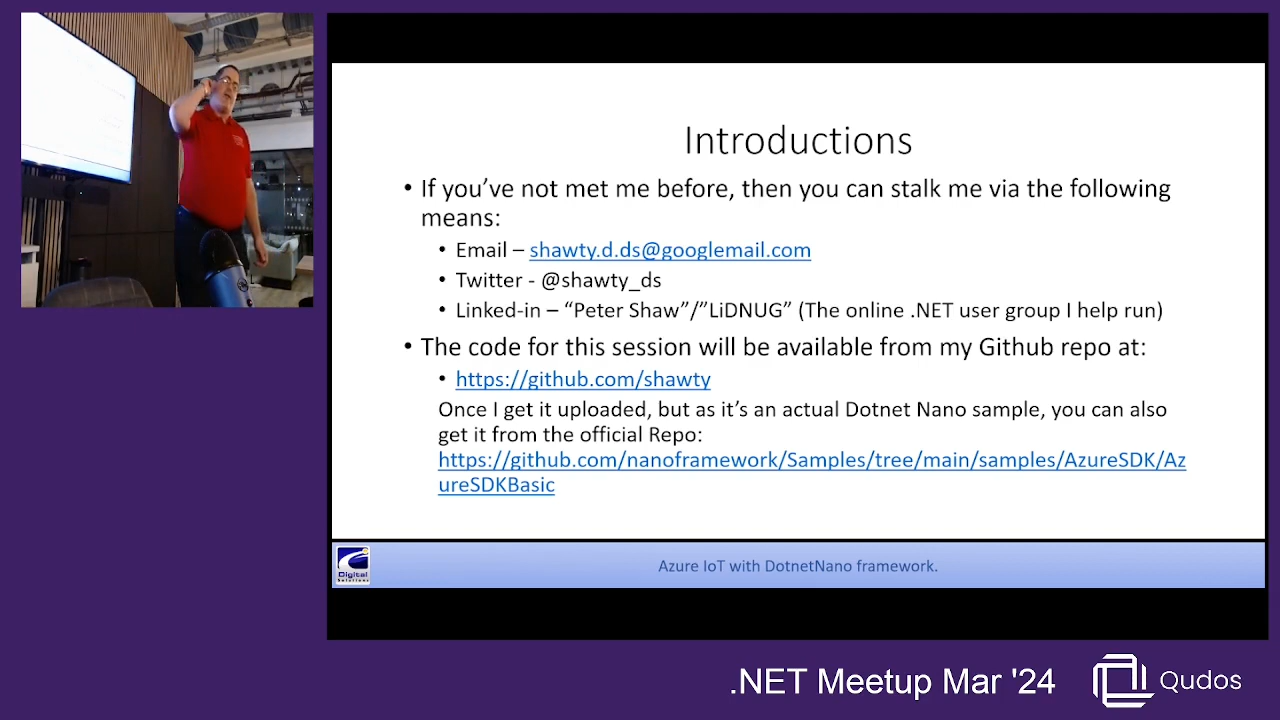 Introductions
• If you’ve not met me before, then you can stalk me via the following
means:
• Email – shawty.d.ds@googlemail.com
• Twitter - @shawty_ds
• Linked-in – “Peter Shaw”/”LiDNUG” (The online .NET user group I help run)
• The code for this session will be available from my Github repo at:
• https://github.com/shawty
Once I get it uploaded, but as it’s an actual Dotnet Nano sample, you can also
get it from the official Repo:
https://github.com/nanoframework/Samples/tree/main/samples/AzureSDK/Az
ureSDKBasic
Digital
Solutions
Azure IoT with DotnetNano framework.
.NET Meetup Mar '24
Qudos